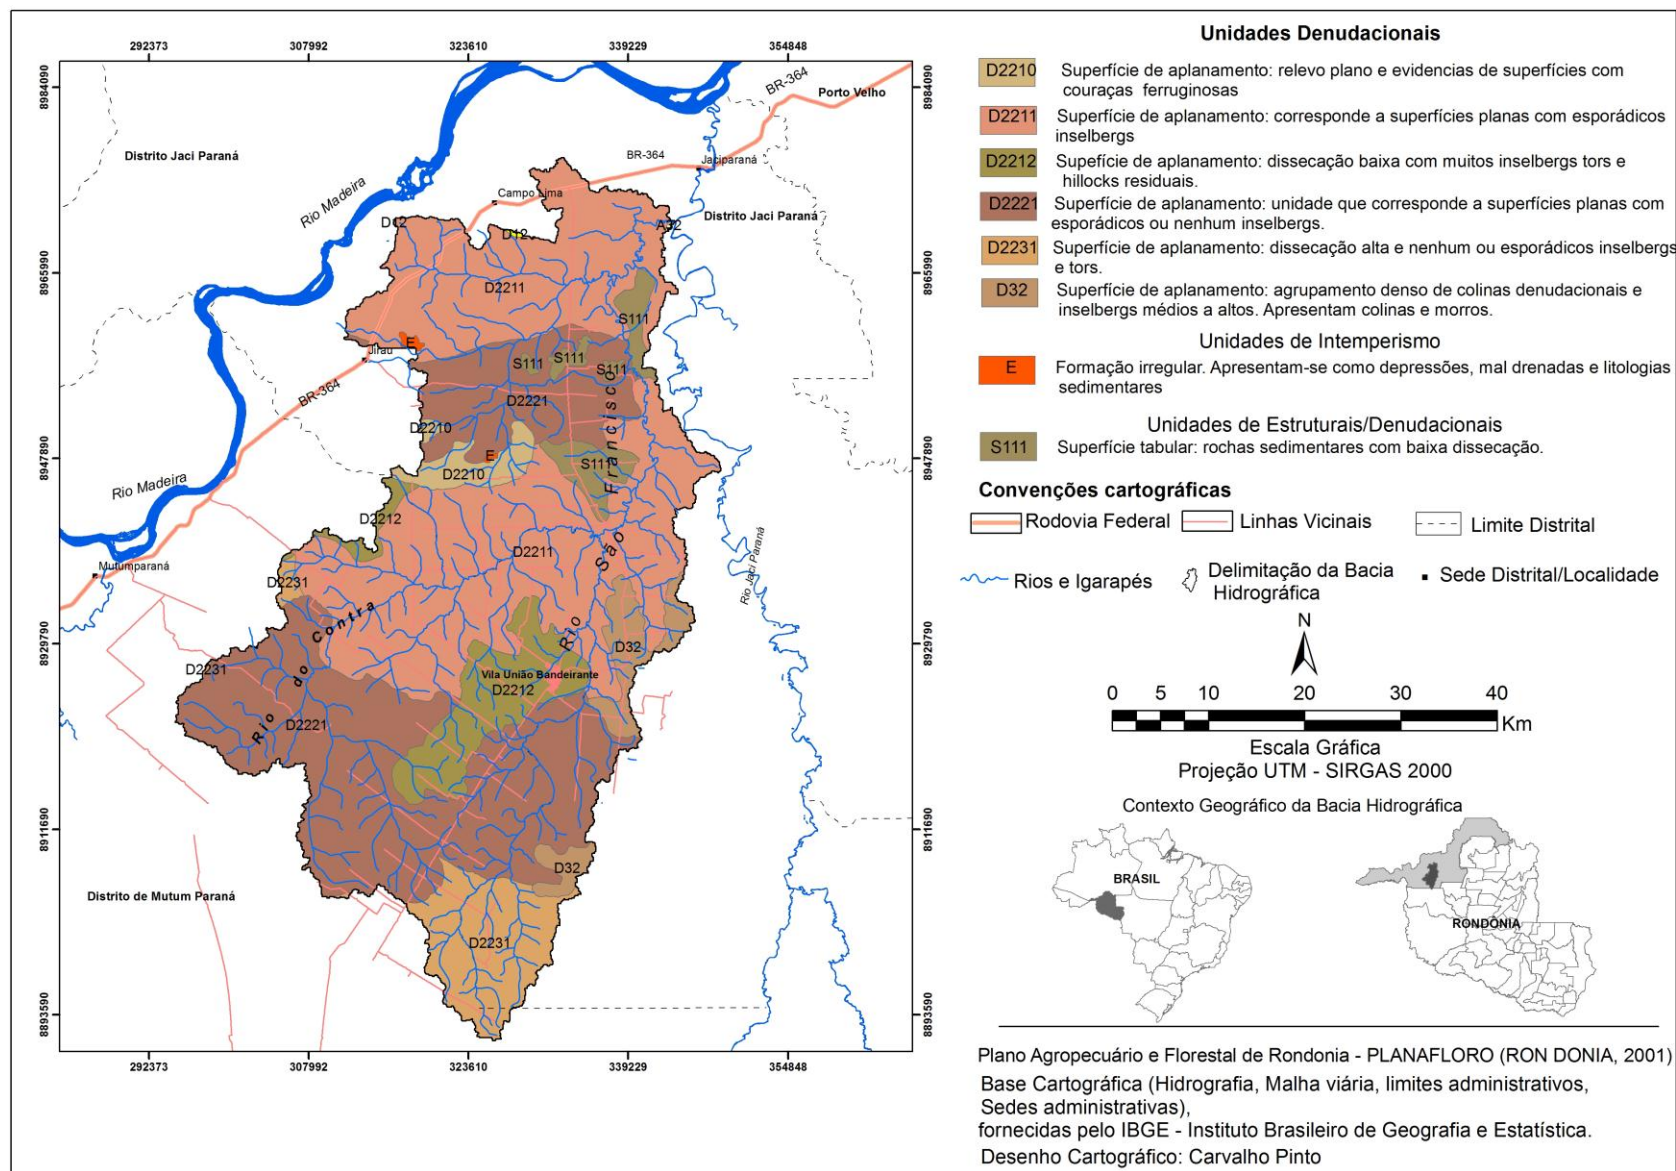 292373
307992
323610
339229
354848
8984090
8965990
8947890
8929790
8911690
8893590
BR-364
Porto Velho
Distrito Jaci Paraná
BR-364
Jaciparaná
Rio Madeira
Campo Lima
D12
D12
Distrito Jaci Paraná
A32
D2211
S111
E
Jirau
S111
S111
S111
BR-364
D2221
D2210
E
D2210
S111
Rio Madeira
D2212
D2211
Rio São Francisco
Mutumparaná
D2231
Rio Jaci Paraná
Rio do Contra
D32
D2231
Vila União Bandeirante
D2212
D2221
D32
Distrito de Mutum Paraná
D2231
8984090
8965990
8947890
8929790
8911690
8893590
292373
307992
323610
339229
354848
Unidades Denudacionais
D2210 Superfície de aplanamento: relevo plano e evidencias de superfícies com
couraças ferruginosas
D2211 Superfície de aplanamento: corresponde a superfícies planas com esporádicos
inselbergs
D2212 Supefície de aplanamento: dissecação baixa com muitos inselbergs tors e
hillocks residuais.
D2221 Superfície de aplanamento: unidade que corresponde a superfícies planas com
esporádicos ou nenhum inselbergs.
D2231 Superfície de aplanamento: dissecação alta e nenhum ou esporádicos inselbergs
e tors.
D32 Superfície de aplanamento: agrupamento denso de colinas denudacionais e
inselbergs médios a altos. Apresentam colinas e morros.
Unidades de Intemperismo
E Formação irregular. Apresentam-se como depressões, mal drenadas e litologias
sedimentares
Unidades de Estruturais/Denudacionais
S111 Superfície tabular: rochas sedimentares com baixa dissecação.
Convenções cartográficas
Rodovia Federal
Linhas Vicinais
Limite Distrital
Rios e Igarapés
Delimitação da Bacia
Hidrográfica
Sede Distrital/Localidade
N
0 5 10 20 30 40
Km
Escala Gráfica
Projeção UTM - SIRGAS 2000
Contexto Geográfico da Bacia Hidrográfica
BRASIL
RONDÔNIA
Plano Agropecuário e Florestal de Rondonia - PLANAFLORO (RON DONIA, 2001)
Base Cartográfica (Hidrografia, Malha viária, limites administrativos,
Sedes administrativas),
fornecidas pelo IBGE - Instituto Brasileiro de Geografia e Estatística.
Desenho Cartográfico: Carvalho Pinto